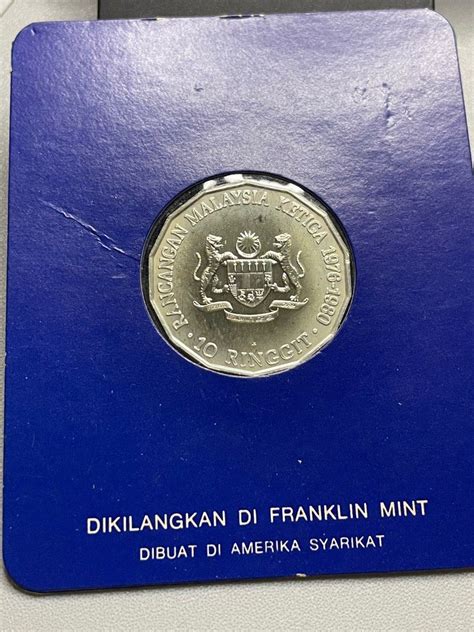 RANCANGAN MALAYSIA KETIGA 1976-1980
· 10 RINGGIT ·
DIKILANGKAN DI FRANKLIN MINT
DIBUAT DI AMERIKA SYARIKAT